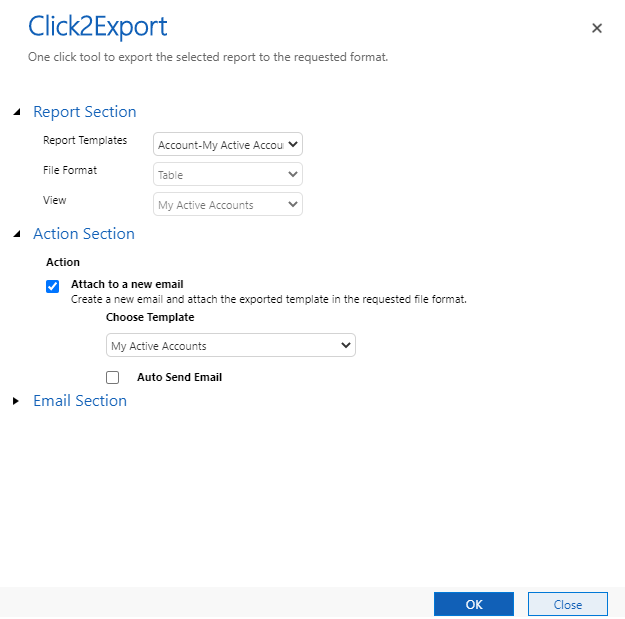 Click2Export
One click tool to export the selected report to the requested format.
Report Section
Report Templates
Account-My Active Accou
File Format
Table
View
My Active Accounts
Action Section
Action
Attach to a new email
Create a new email and attach the exported template in the requested file format.
Choose Template
My Active Accounts
Auto Send Email
Email Section
OK
Close